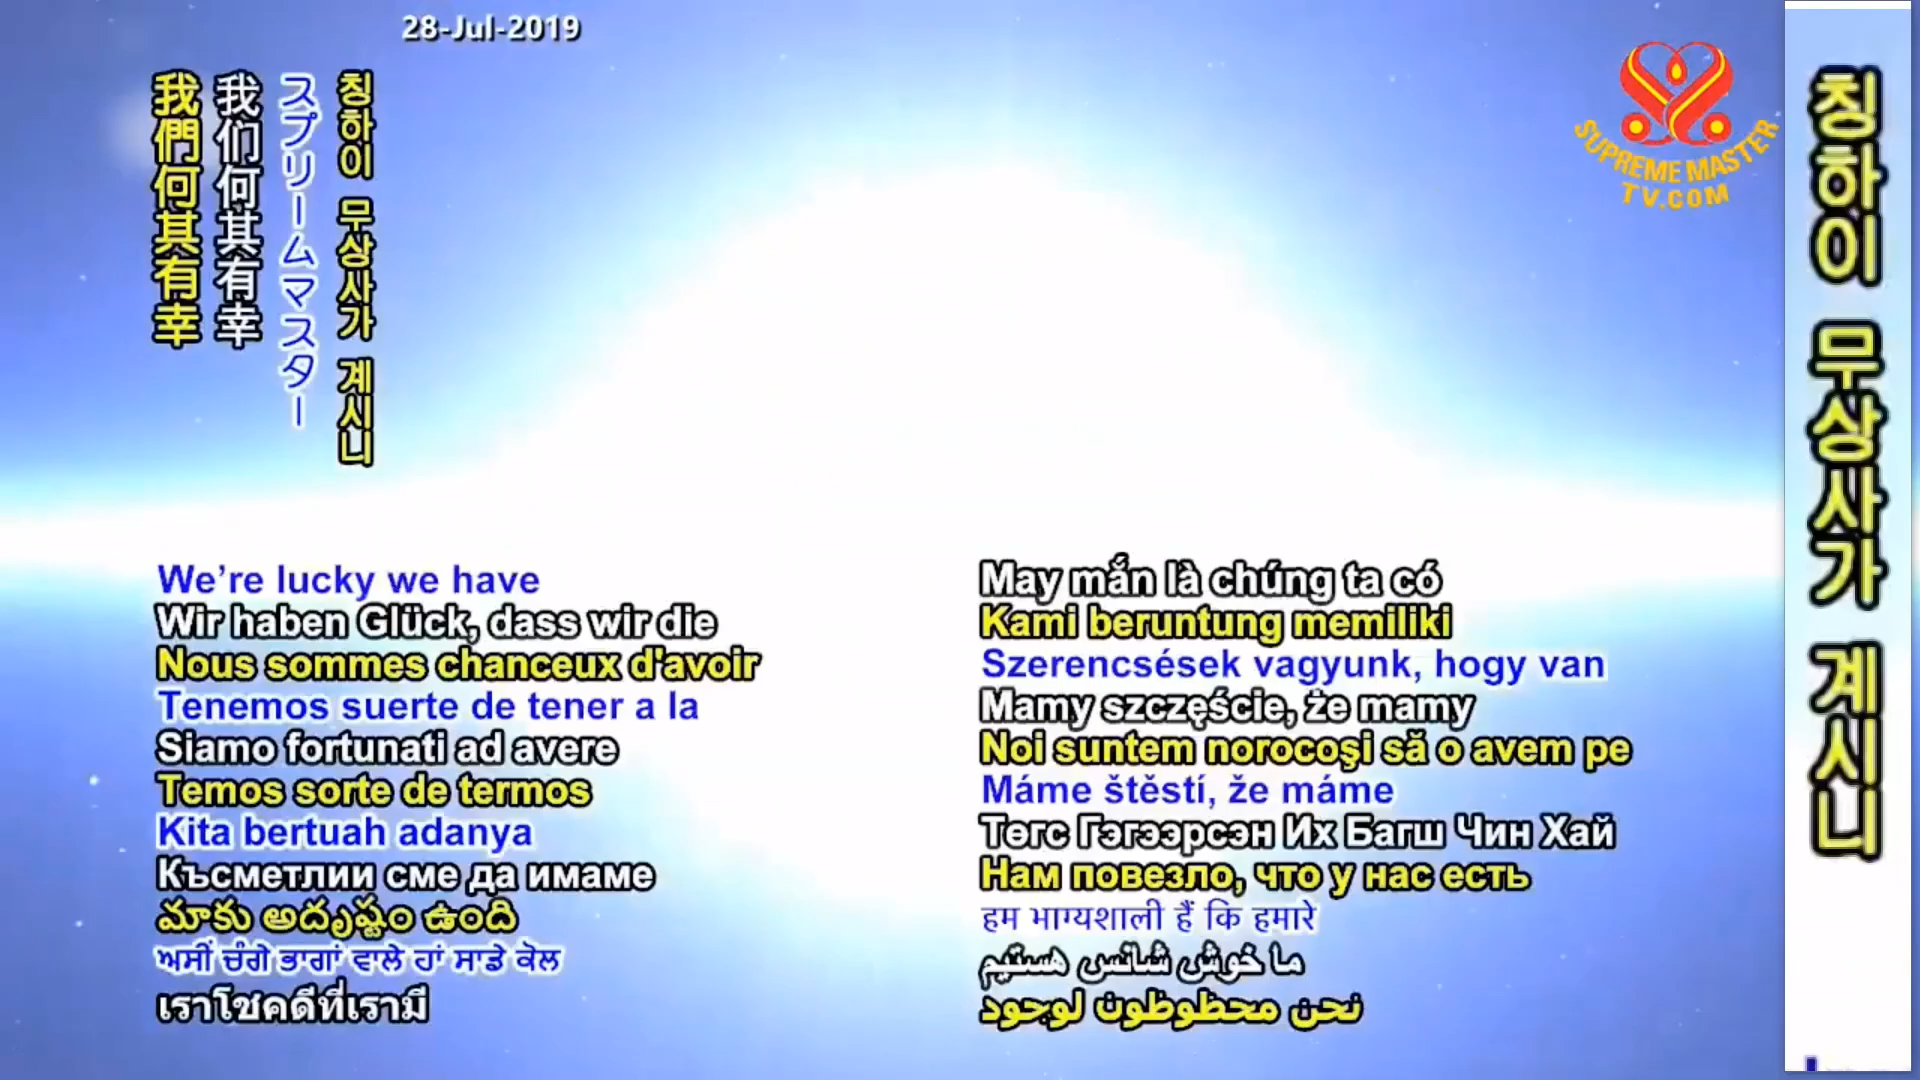 28-Jul-2019
我們何其有幸
我们何其有幸
スプリームマスター
칭하이 무상사가 계시니
SUPREME MASTER
TV.COM
칭하이 무상사가 계시니
We're lucky we have
Wir haben Glück, dass wir die
Nous sommes chanceux d'avoir
Tenemos suerte de tener a la
Siamo fortunati ad avere
Temos sorte de termos
Kita bertuah adanya
Късметлии сме да имаме
మాకు అదృష్టం ఉంది
ਅਸੀਂ ਚੰਗੇ ਭਾਗਾਂ ਵਾਲੇ ਹਾਂ ਸਾਡੇ ਕੋਲ
เราโชคดีที่เรามี
May mắn là chúng ta có
Kami beruntung memiliki
Szerencsések vagyunk, hogy van
Mamy szczęście, że mamy
Noi suntem norocoşi să o avem pe
Máme štěstí, že máme
Төгс Гэгээрсэн Их Багш Чин Хай
Нам повезло, что у нас есть
हम भाग्यशाली हैं कि हमारे
ما خوش شانس هستیم
نحن محظوظون لوجود